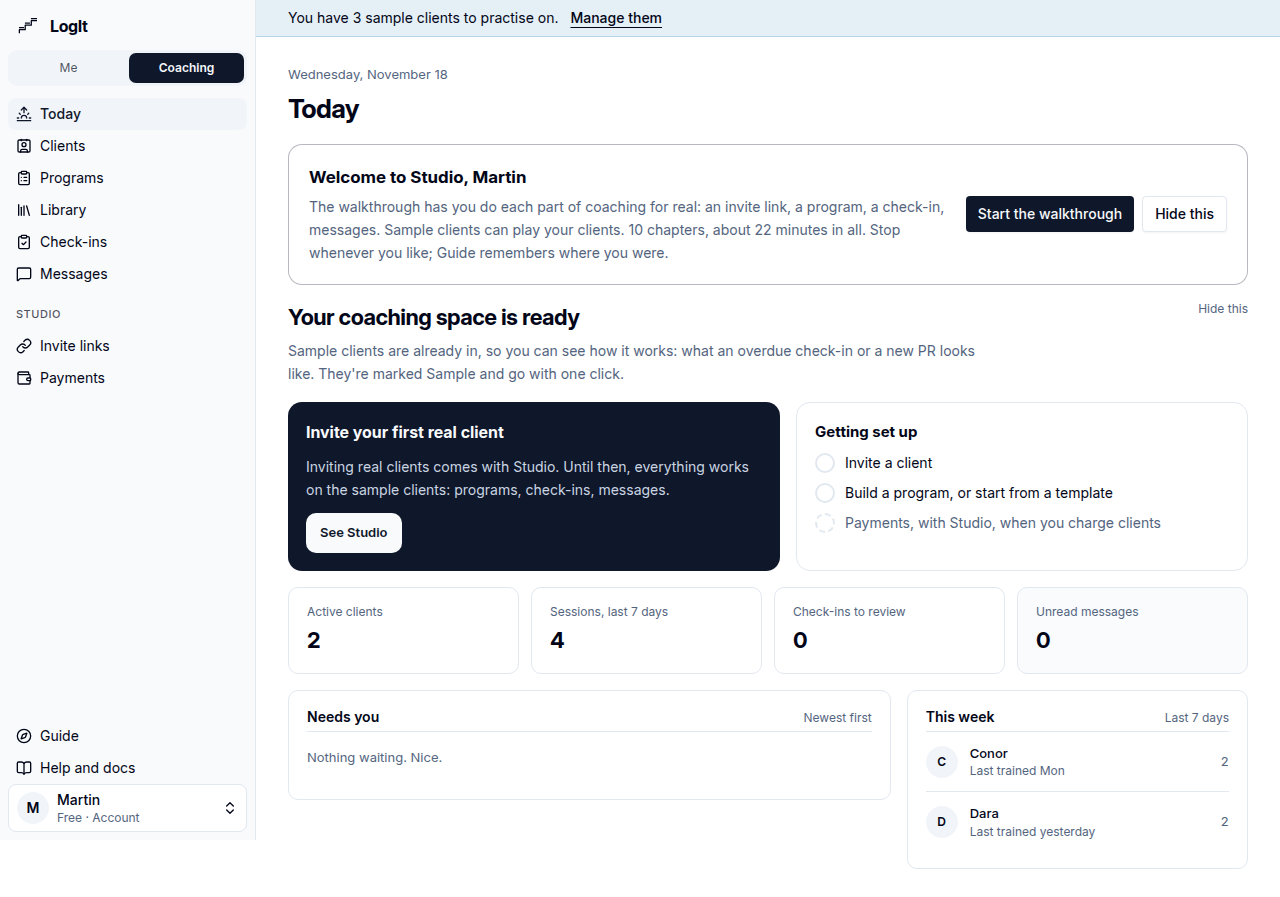 LogIt
Me
Coaching
Today
Clients
Programs
Library
Check-ins
Messages
STUDIO
Invite links
Payments
Guide
Help and docs
M
Martin
Free · Account
You have 3 sample clients to practise on. Manage them
Wednesday, November 18
Today
Welcome to Studio, Martin
The walkthrough has you do each part of coaching for real: an invite link, a program, a check-in,
messages. Sample clients can play your clients. 10 chapters, about 22 minutes in all. Stop
whenever you like; Guide remembers where you were.
Start the walkthrough
Hide this
Your coaching space is ready
Hide this
Sample clients are already in, so you can see how it works: what an overdue check-in or a new PR looks
like. They're marked Sample and go with one click.
Invite your first real client
Inviting real clients comes with Studio. Until then, everything works
on the sample clients: programs, check-ins, messages.
See Studio
Getting set up
Invite a client
Build a program, or start from a template
Payments, with Studio, when you charge clients
Active clients
2
Sessions, last 7 days
4
Check-ins to review
0
Unread messages
0
Needs you
Newest first
Nothing waiting. Nice.
This week
Last 7 days
C
Conor
Last trained Mon
2
D
Dara
Last trained yesterday
2